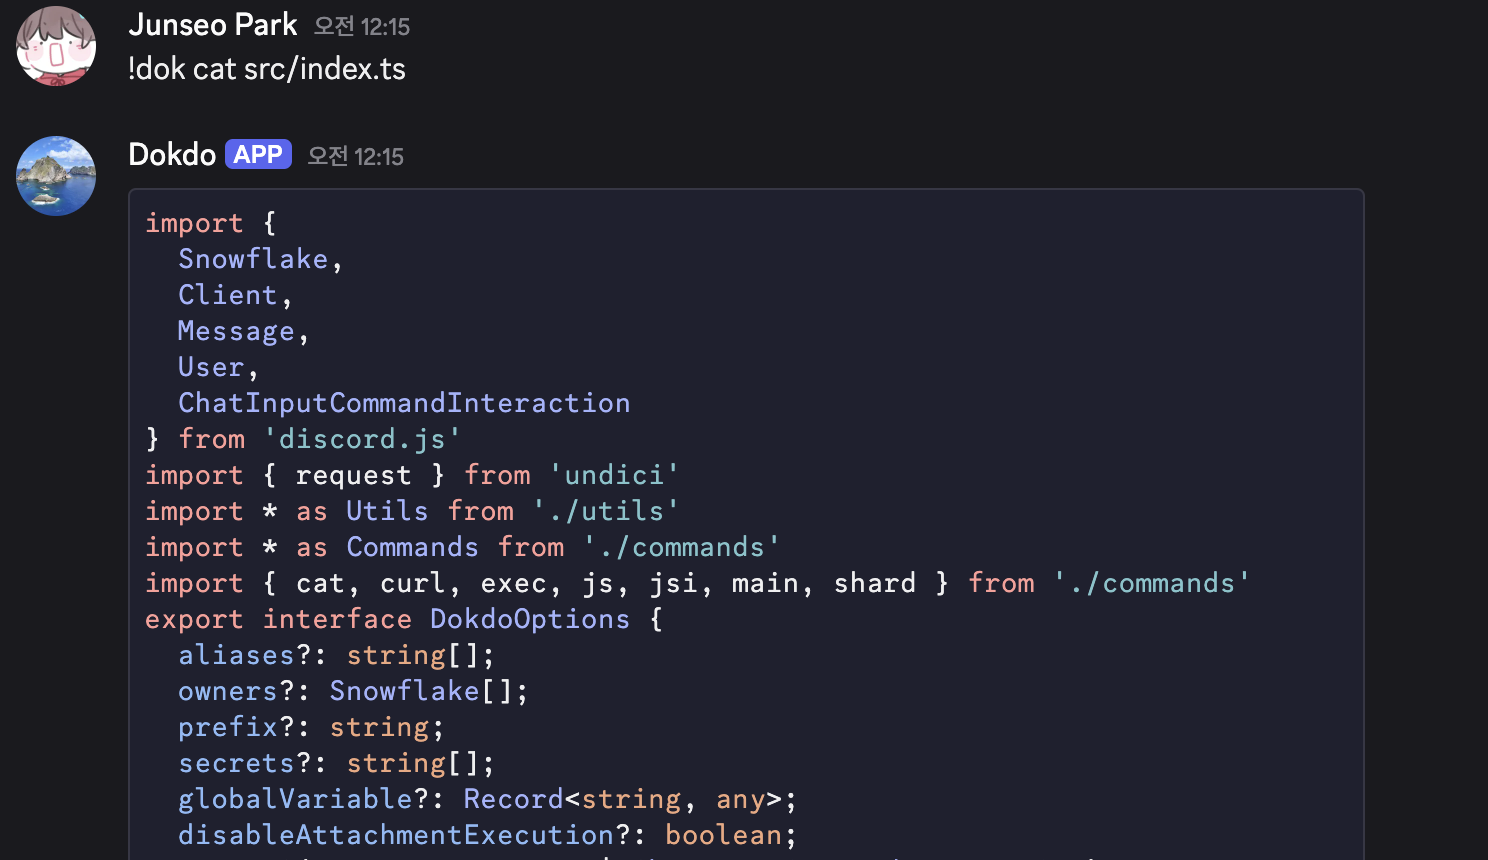 Junseo Park 오전 12:15
!dok cat src/index.ts
Dokdo APP 오전 12:15
import {
  Snowflake,
  Client,
  Message,
  User,
  ChatInputCommandInteraction
} from 'discord.js'
import { request } from 'undici'
import * as Utils from './utils'
import * as Commands from './commands'
import { cat, curl, exec, js, jsi, main, shard } from './commands'
export interface DokdoOptions {
  aliases?: string[];
  owners?: Snowflake[];
  prefix?: string;
  secrets?: string[];
  globalVariable?: Record<string, any>;
  disableAttachmentExecution?: boolean;